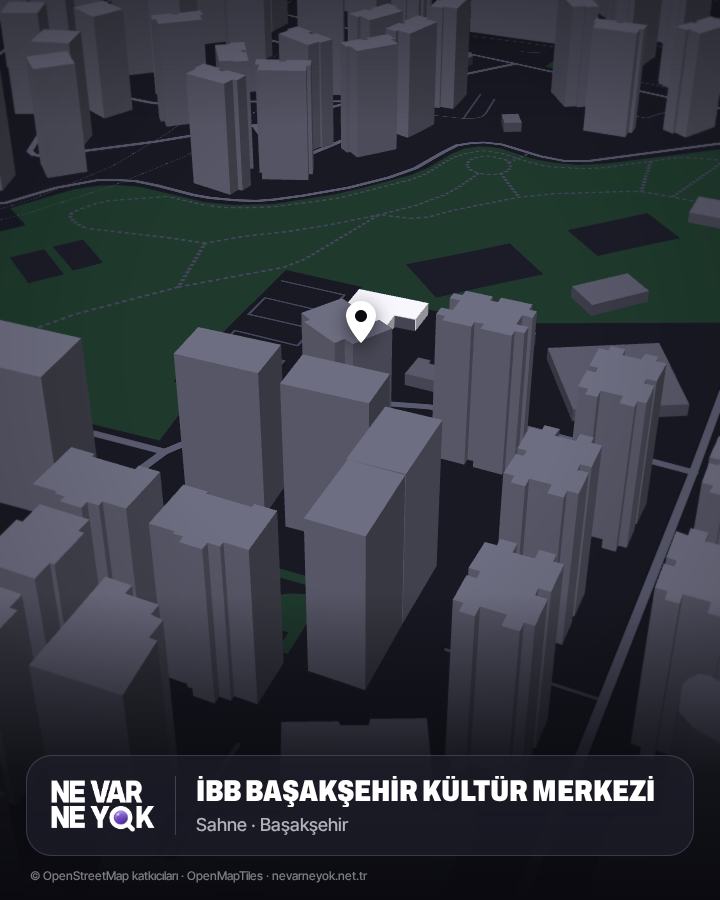 NE VAR
NE YOK
İBB BAŞAKŞEHİR KÜLTÜR MERKEZİ
Sahne · Başakşehir
© OpenStreetMap katkıcıları · OpenMapTiles · nevarneyok.net.tr